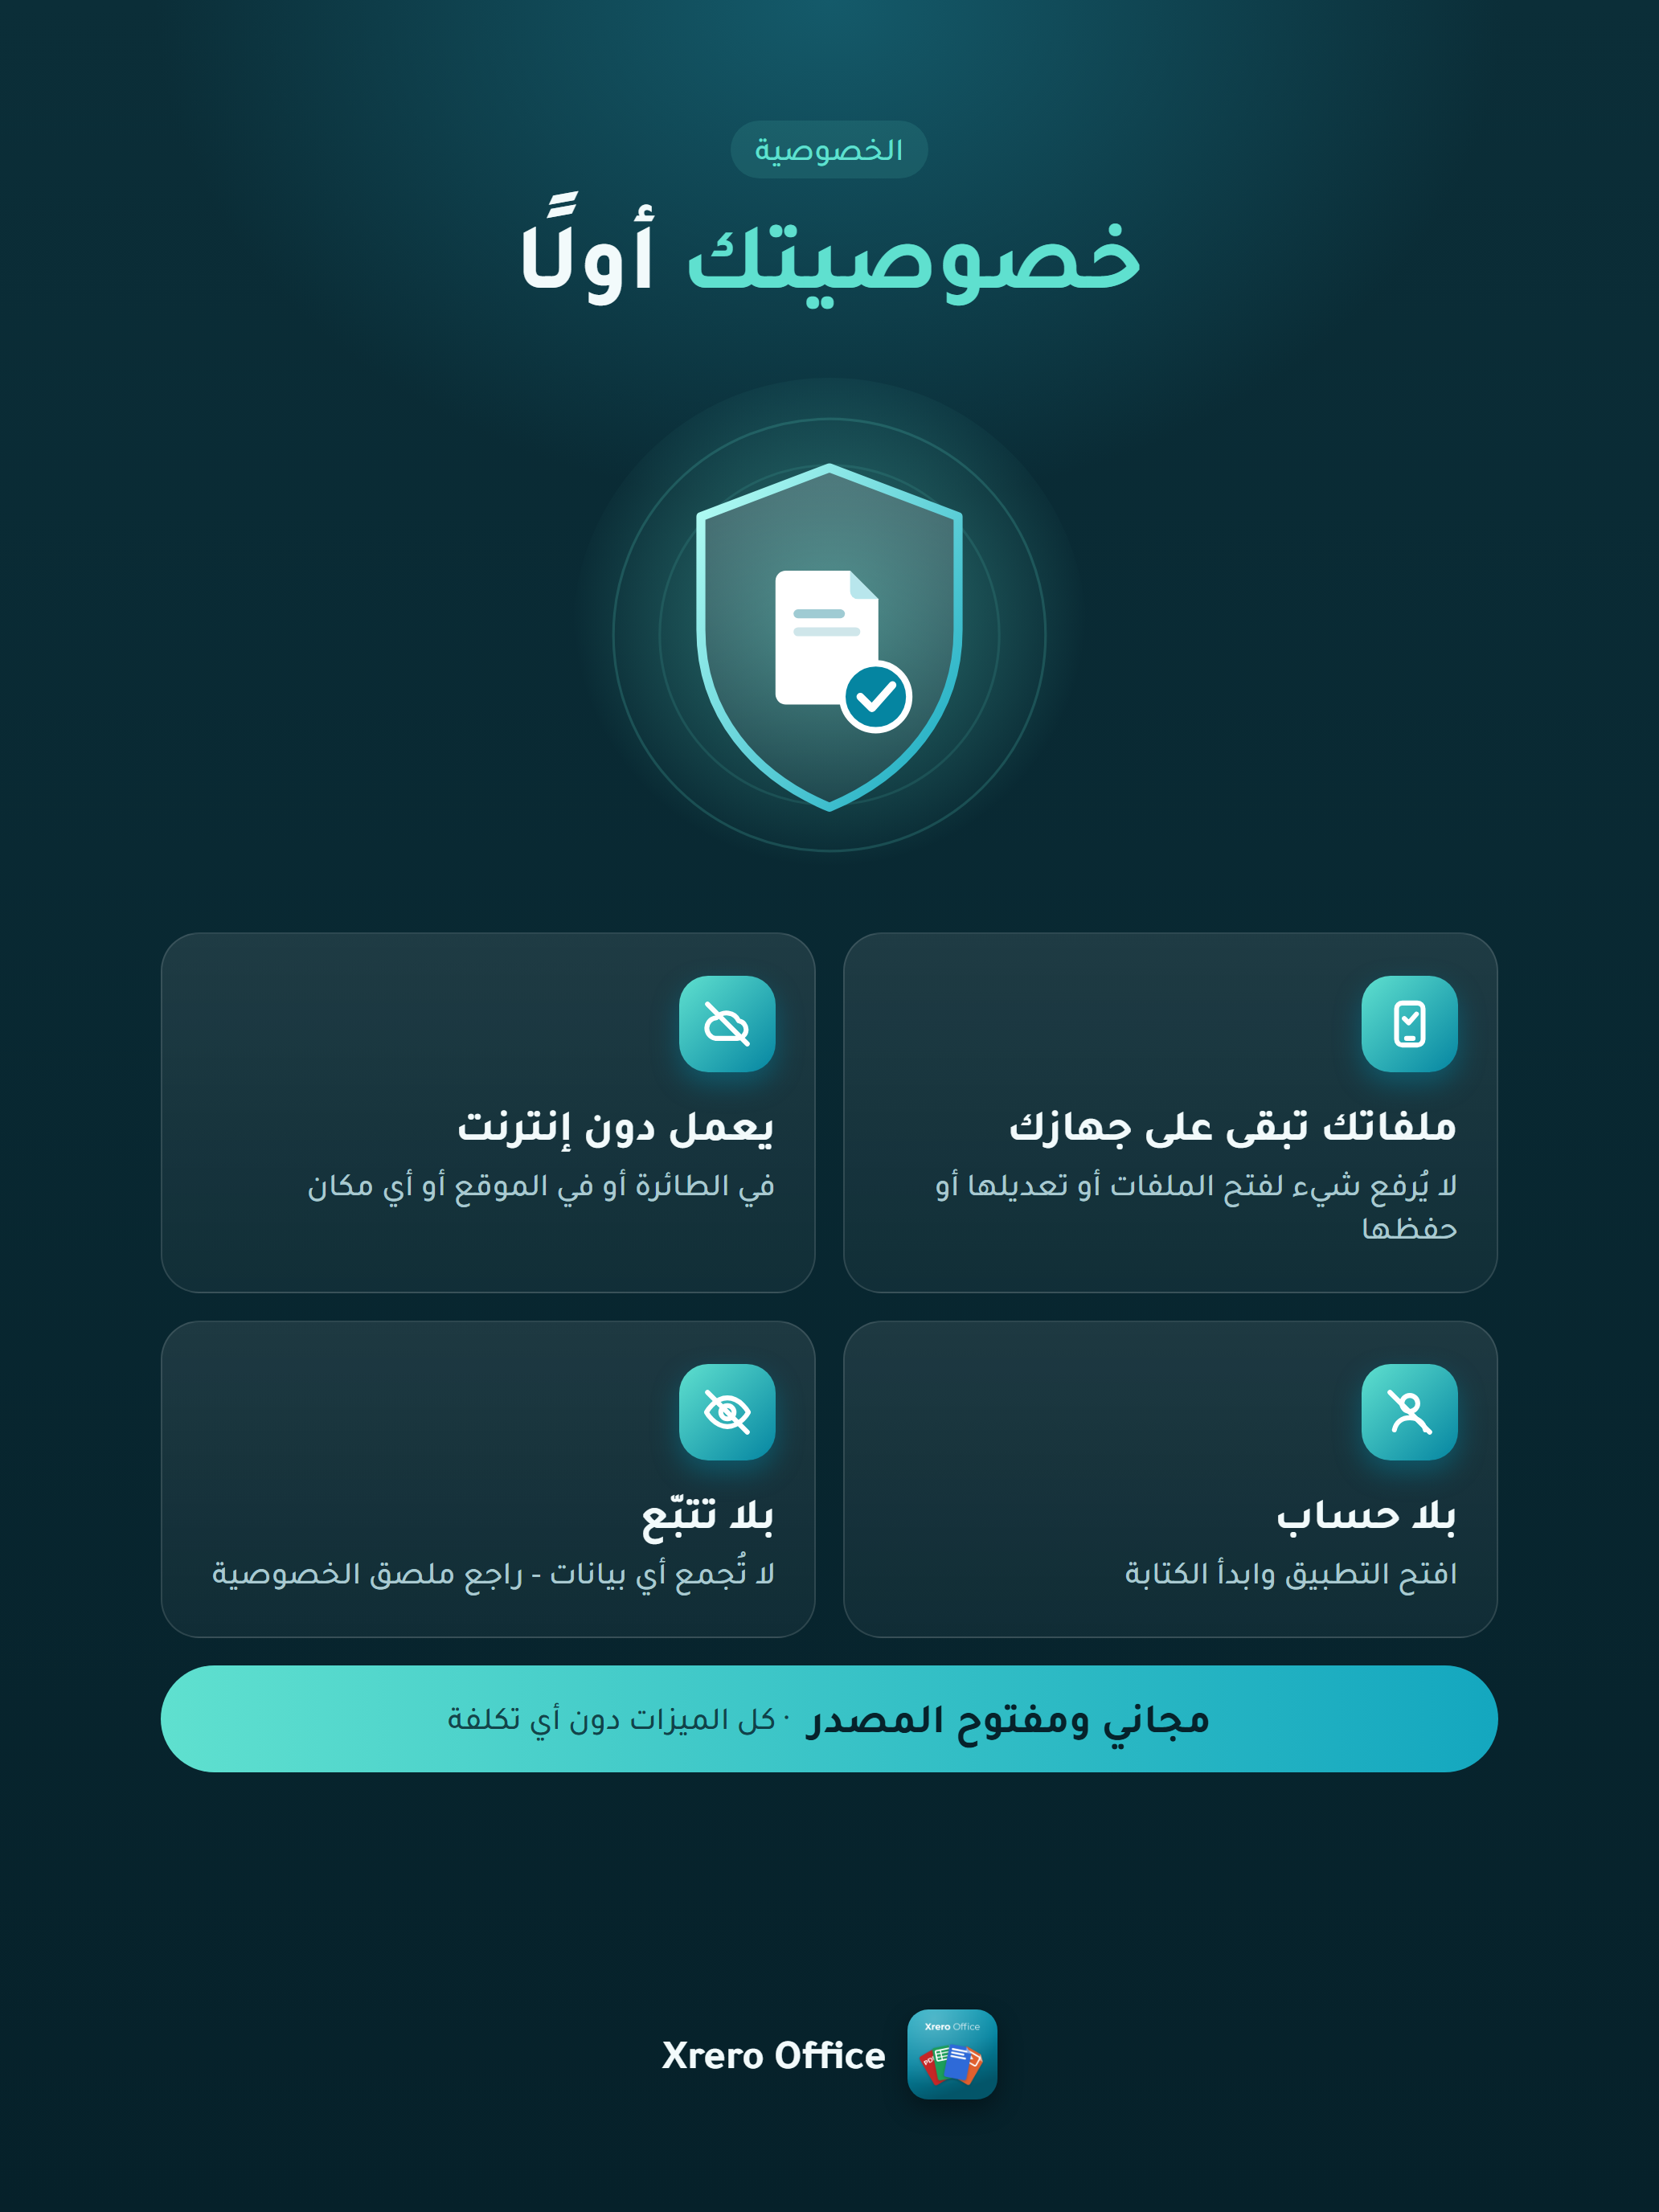 الخصوصية
خصوصيتك أولًا
ملفاتك تبقى على جهازك
لا يُرفع شيء لفتح الملفات أو تعديلها أو
حفظها
يعمل دون إنترنت
في الطائرة أو في الموقع أو أي مكان
بلا حساب
افتح التطبيق وابدأ الكتابة
بلا تتبّع
لا تُجمع أي بيانات - راجع ملصق الخصوصية
مجاني ومفتوح المصدر · كل الميزات دون أي تكلفة
Xrero Office
PDF
Xrero Office